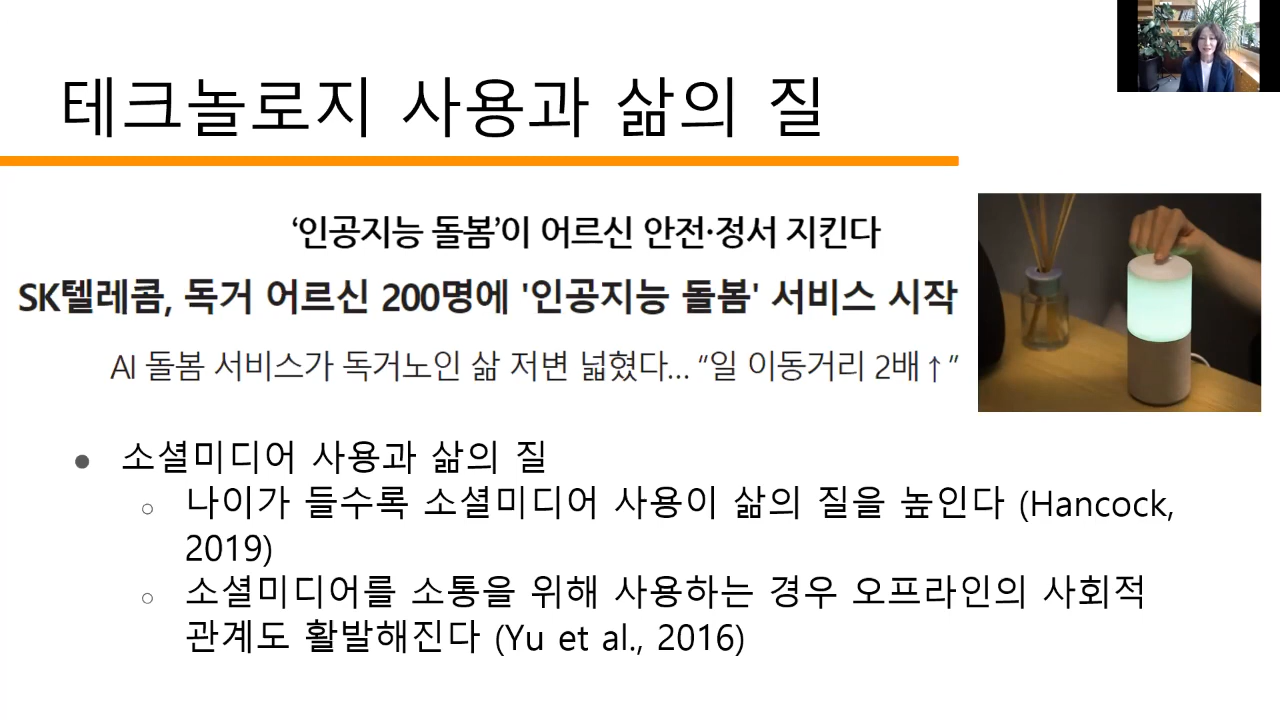 테크놀로지 사용과 삶의 질
‘인공지능 돌봄’이 어르신 안전·정서 지킨다
SK텔레콤, 독거 어르신 200명에 '인공지능 돌봄' 서비스 시작
AI 돌봄 서비스가 독거노인 삶 저변 넓혔다... “일 이동거리 2배↑”
● 소셜미디어 사용과 삶의 질
○ 나이가 들수록 소셜미디어 사용이 삶의 질을 높인다 (Hancock,
2019)
○ 소셜미디어를 소통을 위해 사용하는 경우 오프라인의 사회적
관계도 활발해진다 (Yu et al., 2016)